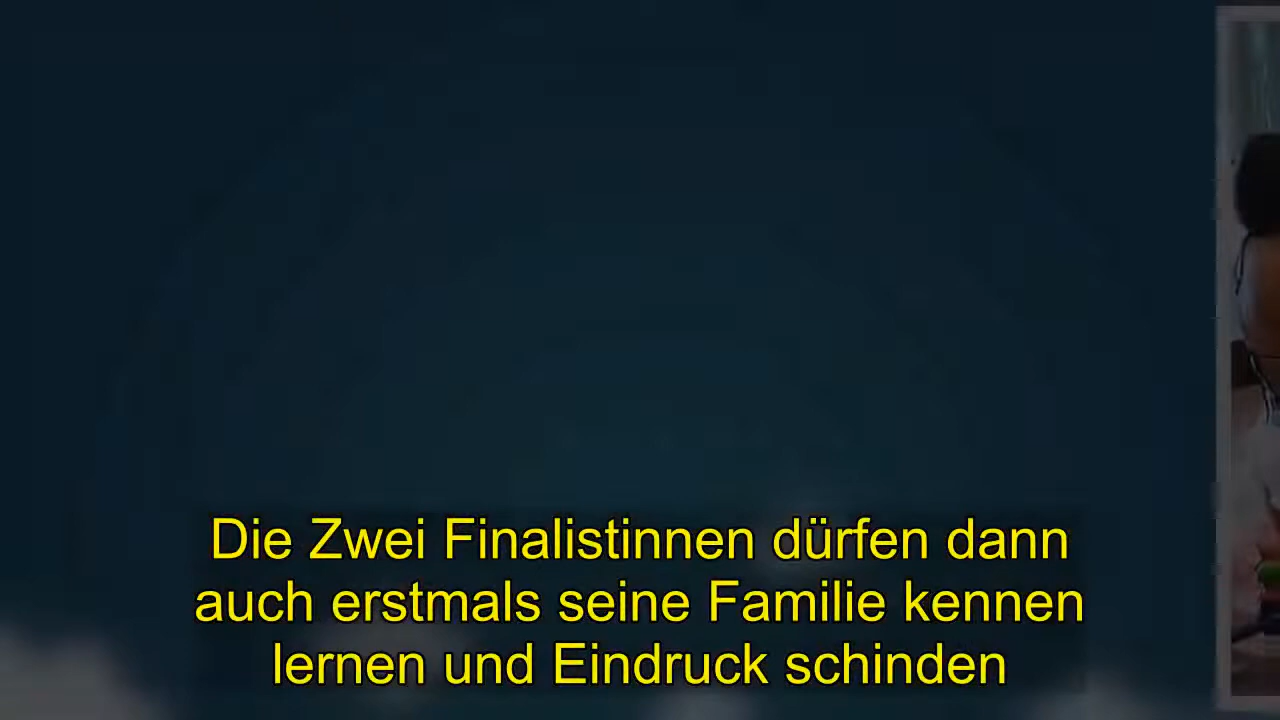 Die Zwei Finalistinnen dürfen dann
auch erstmals seine Familie kennen
lernen und Eindruck schinden